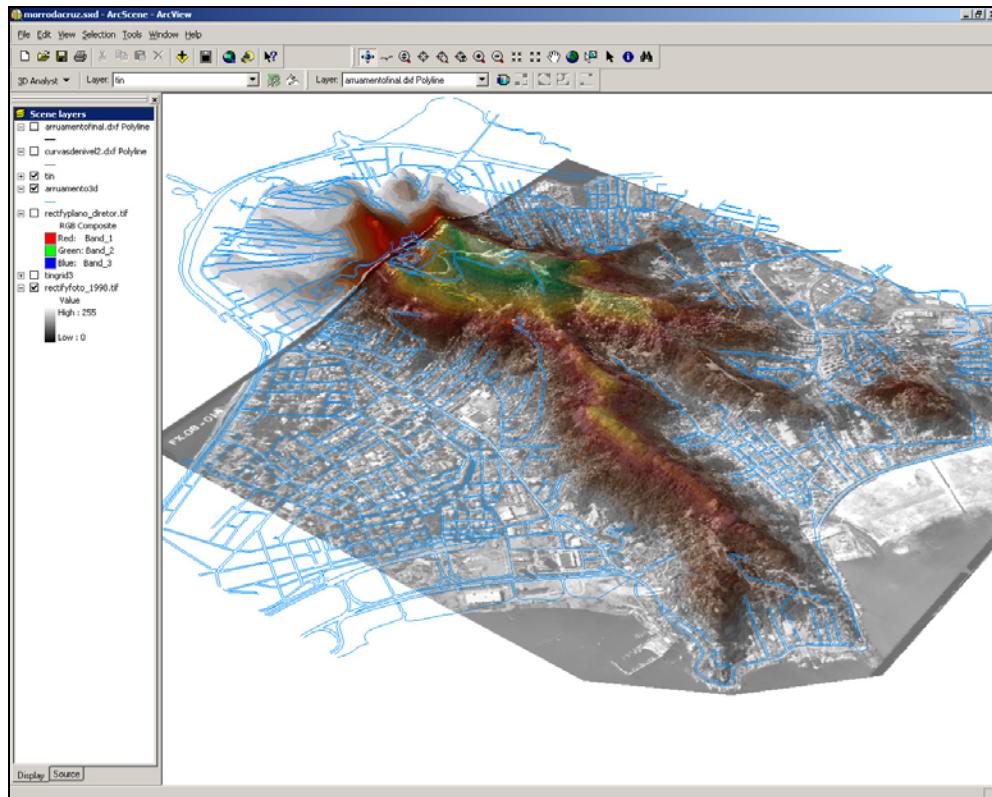 morrodacruz.sxd - ArcScene - ArcView
File Edit View Selection Tools Window Help
3D Analyst Layer: tin Layer: arruamentofinal.dxf Polyline
Scene layers
arruamentofinal.dxf Polyline
curvasdenivel2.dxf Polyline
tin
arruamento3d
rectfyplano_diretor.tif
RGB Composite
Red: Band_1
Green: Band_2
Blue: Band_3
tingrid3
rectifyfoto_1998.tif
Value
High : 255
Low : 0
Display Source